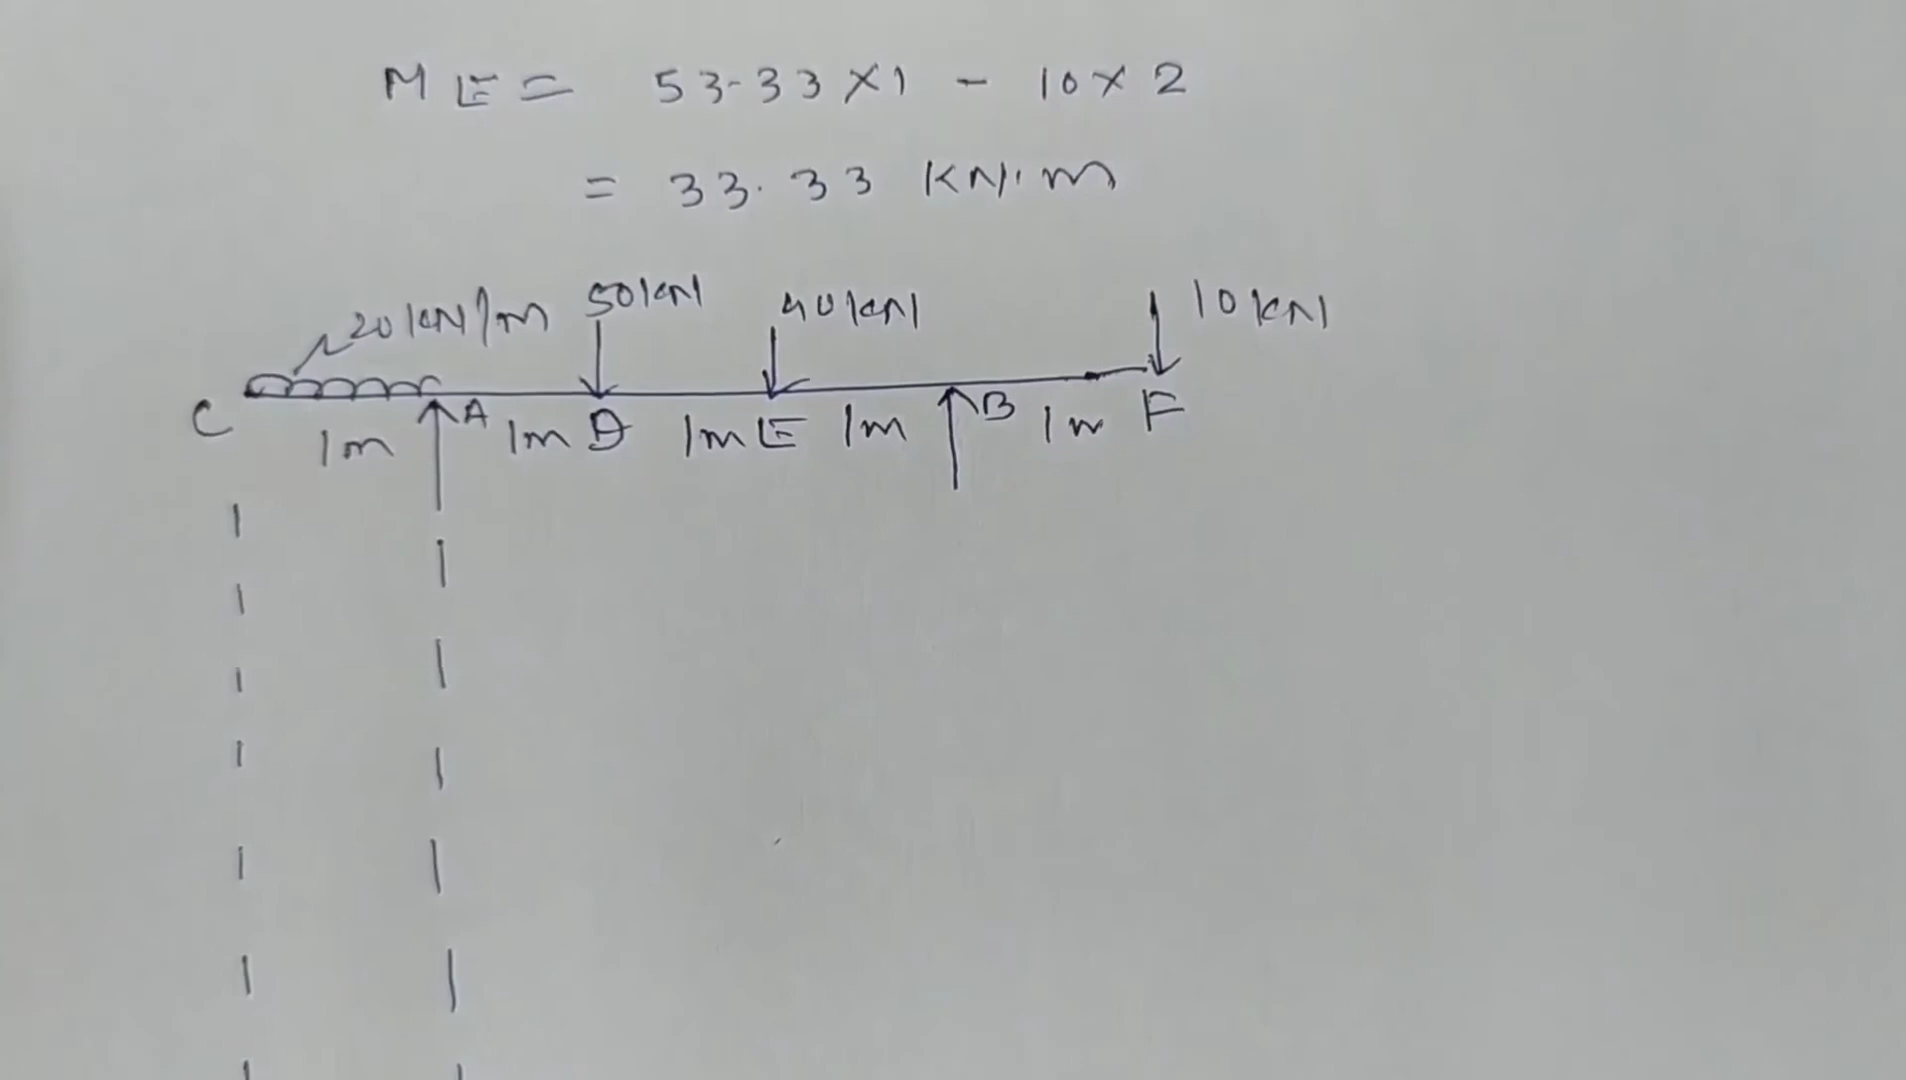 ME = 53.33 × 1 - 10 × 2
= 33.33 KN.m
20 kN/m 50 kN 40 kN 10 kN
C A D E B F
1m 1m 1m 1m 1m